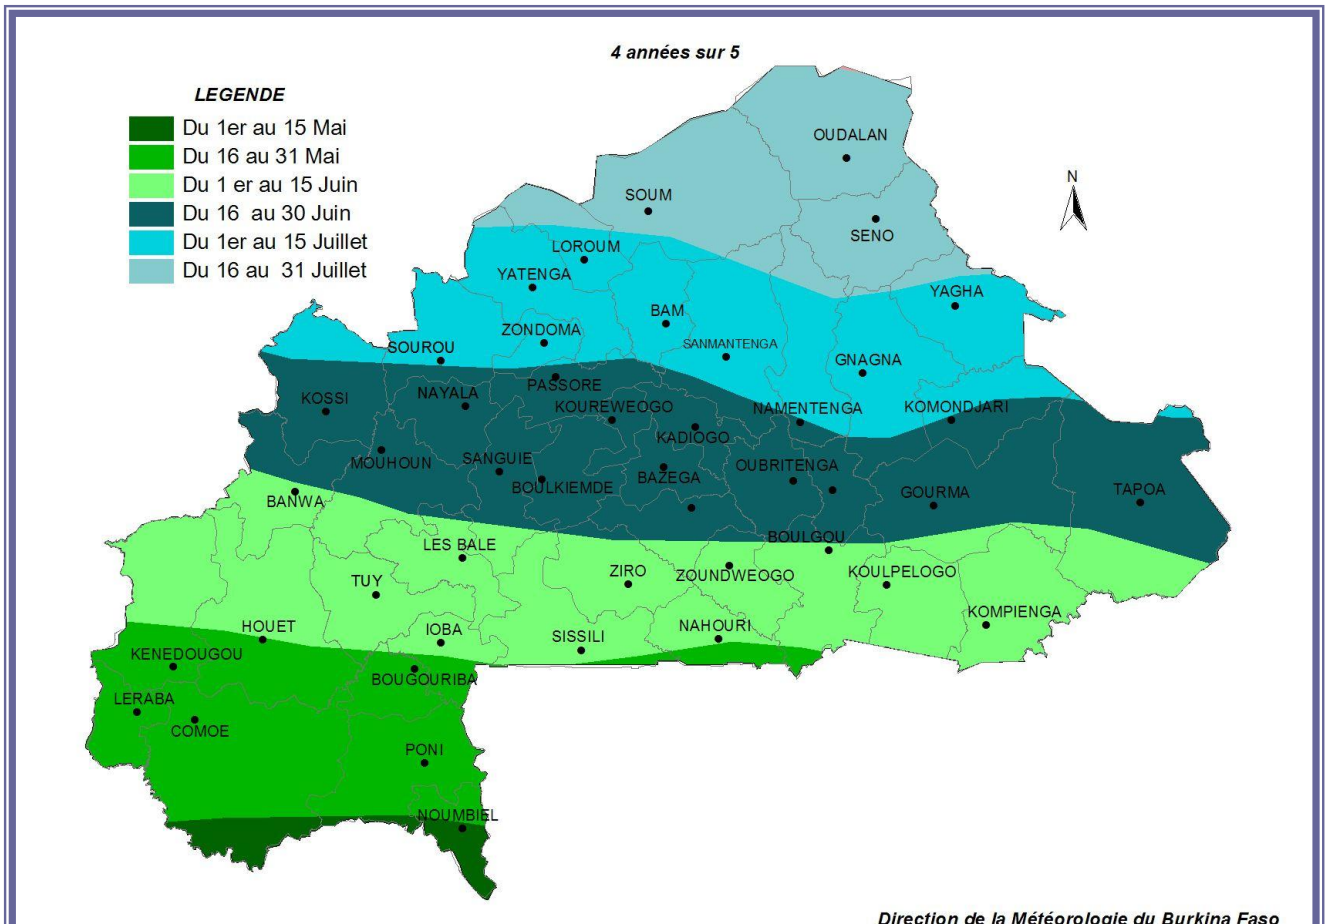 4 années sur 5
LEGENDE
Du 1er au 15 Mai
Du 16 au 31 Mai
Du 1 er au 15 Juin
Du 16 au 30 Juin
Du 1er au 15 Juillet
Du 16 au 31 Juillet
N
OUDALAN
SOUM
SENO
LOROUM
YATENGA
YAGHA
BAM
ZONDOMA
SANMANTENGA
SOUROU
GNAGNA
PASSORE
NAYALA
KOSSI
KOUREWEOGO
NAMENTENGA
KOMONDJARI
KADIOGO
MOUHOUN
SANGUIE
OUBRITENGA
BAZEGA
BOULKIEMDE
GOURMA
TAPOA
BANWA
BOULGOU
LES BALE
TUY
ZIRO
ZOUNDWEOGO
KOULPELOGO
KOMPIENGA
HOUET
IOBA
SISSILI
NAHOURI
KENEDOUGOU
BOUGOURIBA
LERABA
COMOE
PONI
NOUMBIEL
Direction de la Météorologie du Burkina Faso